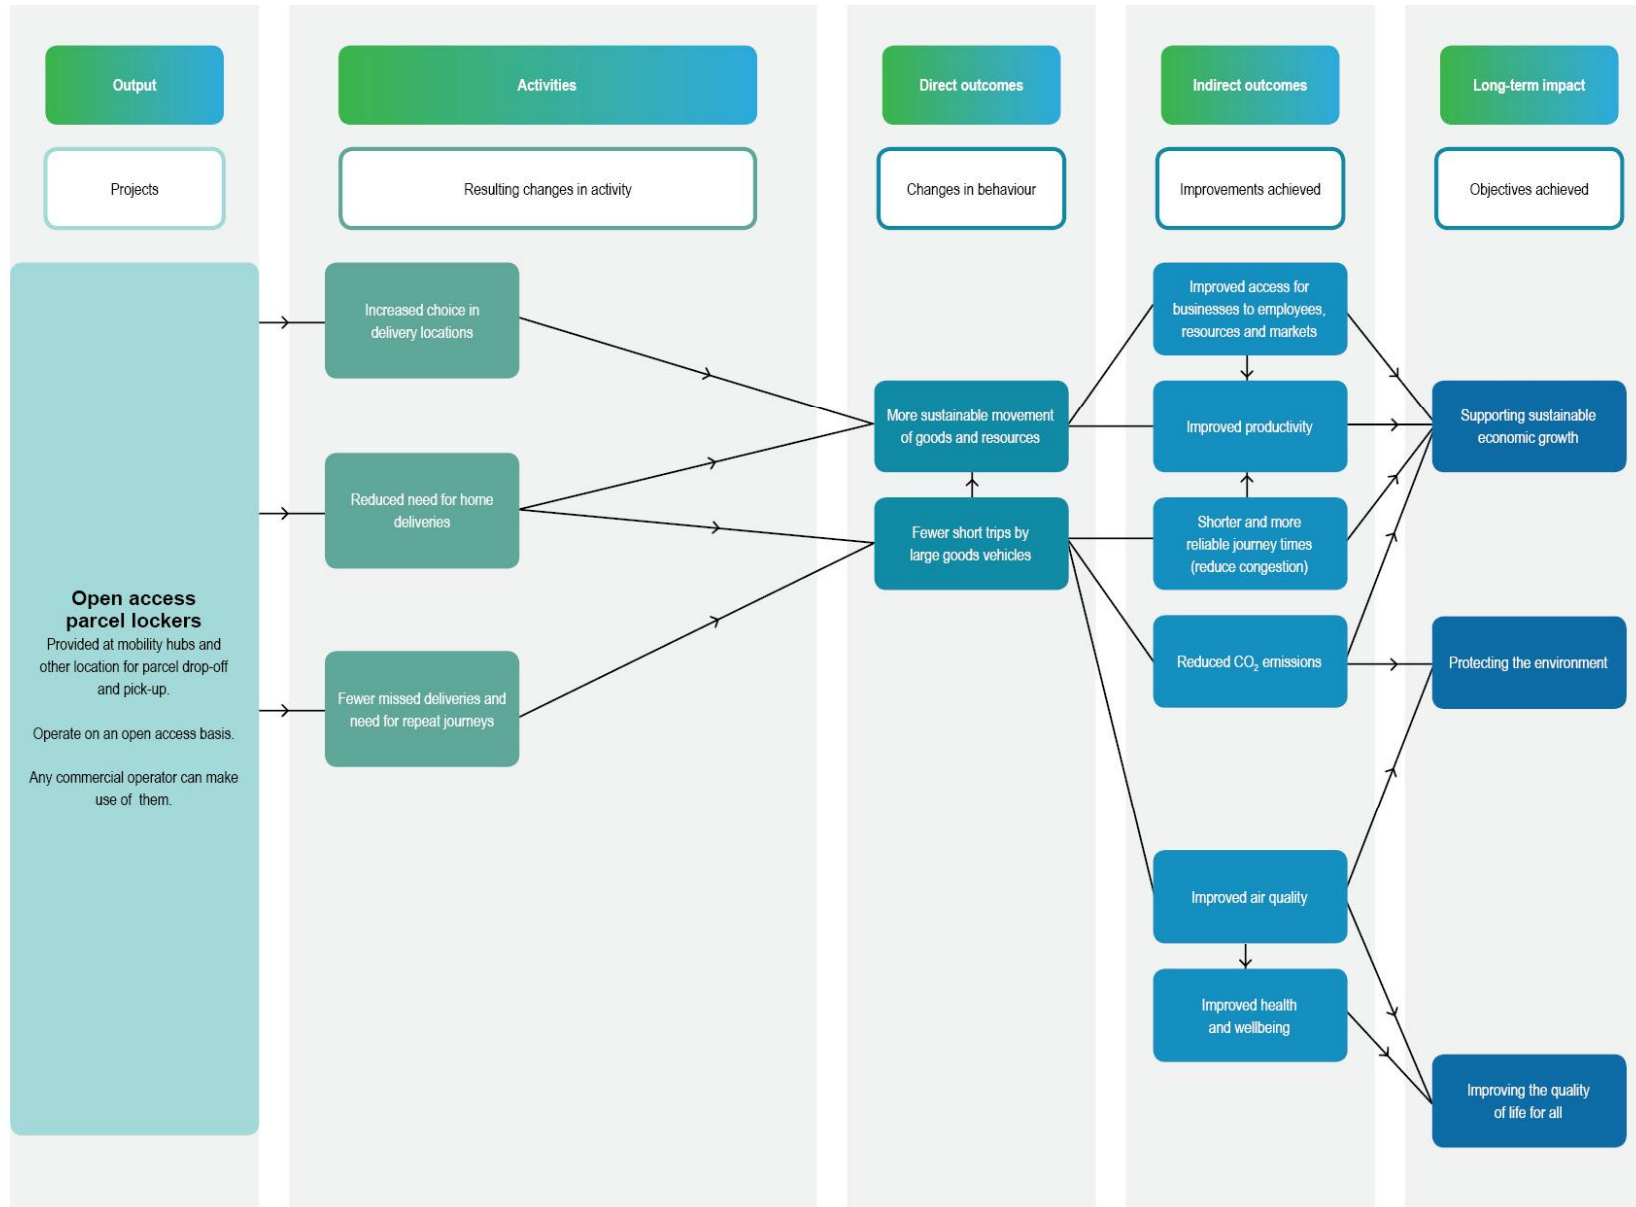 Output
Activities
Direct outcomes
Indirect outcomes
Long-term impact
Projects
Resulting changes in activity
Changes in behaviour
Improvements achieved
Objectives achieved
Open access
parcel lockers
Provided at mobility hubs and
other location for parcel drop-off
and pick-up.
Operate on an open access basis.
Any commercial operator can make
use of them.
Increased choice in
delivery locations
Reduced need for home
deliveries
Fewer missed deliveries and
need for repeat journeys
More sustainable movement
of goods and resources
Fewer short trips by
large goods vehicles
Improved access for
businesses to employees,
resources and markets
Improved productivity
Shorter and more
reliable journey times
(reduce congestion)
Reduced CO₂ emissions
Improved air quality
Improved health
and wellbeing
Supporting sustainable
economic growth
Protecting the environment
Improving the quality
of life for all